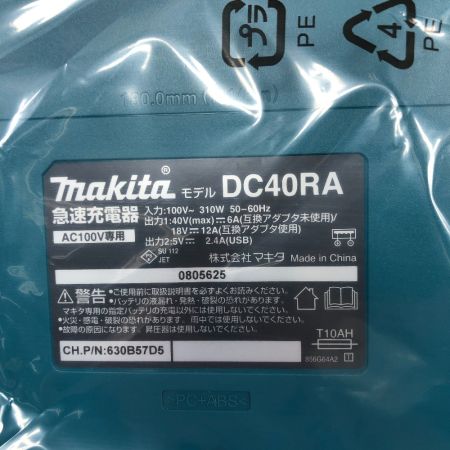 プラ
PE
4
PE
makita® モデル DC40RA
急速充電器
AC100V専用
入力:100V~ 310W 50-60Hz
出力1:40V(max)⎓6A(互換アダプタ未使用)/
18V⎓12A(互換アダプタ使用)
出力2:5V⎓ 2.4A(USB)
PS
E
SU 112
JET
株式会社マキタ Made in China
0805625
⚠警告
•ご使用前に取扱説明書を必ずよくお読みください。
•バッテリの液漏れ・発熱・破裂の恐れがあります。
マキタ専用の指定バッテリの充電以外には使用しないでください。
•火災・感電・破裂の恐れがあります。雨中では使用しないでください。
•故障の原因になります。昇圧器は使用しないでください。
CH.P/N:630B57D5
T10AH
856G64A2 1
>PC+ABS<